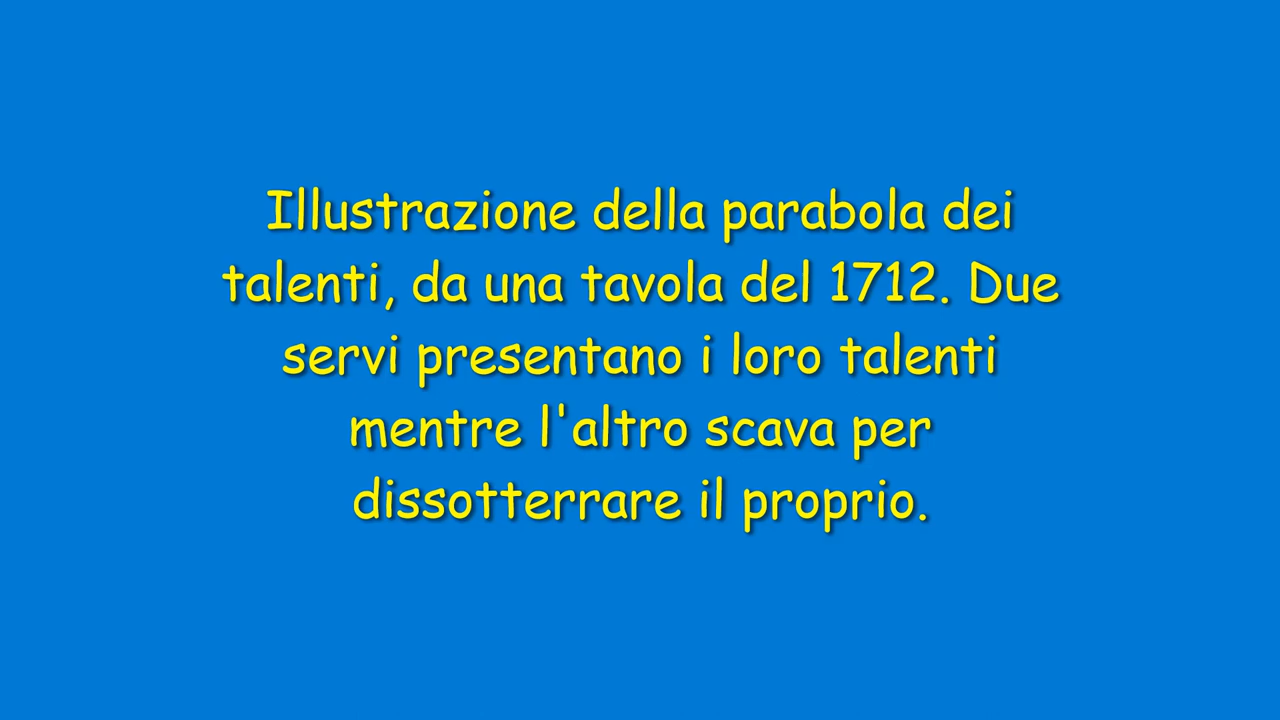 Illustrazione della parabola dei
talenti, da una tavola del 1712. Due
servi presentano i loro talenti
mentre l'altro scava per
dissotterrare il proprio.